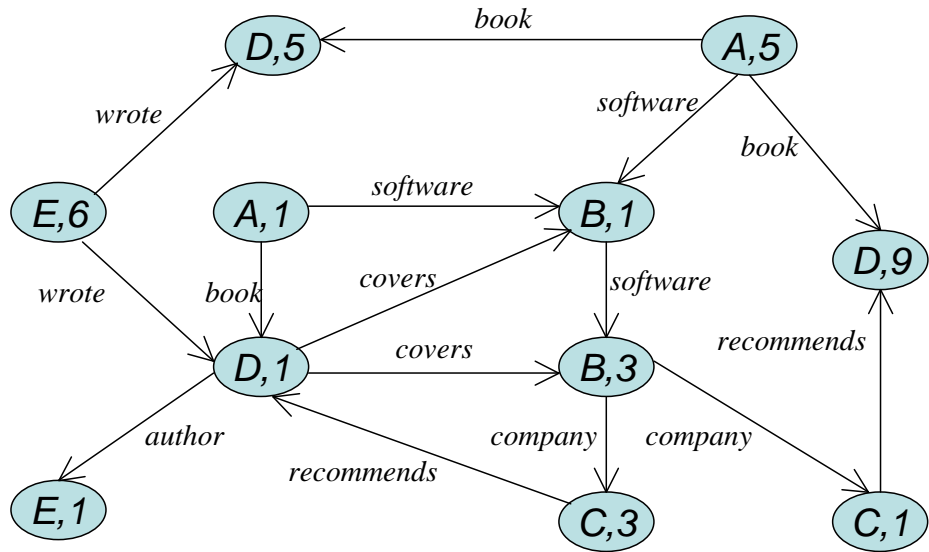 book
D,5
A,5
wrote
software
book
E,6
A,1
software
B,1
D,9
wrote
book
covers
software
recommends
covers
D,1
B,3
author
company
company
recommends
E,1
C,3
C,1